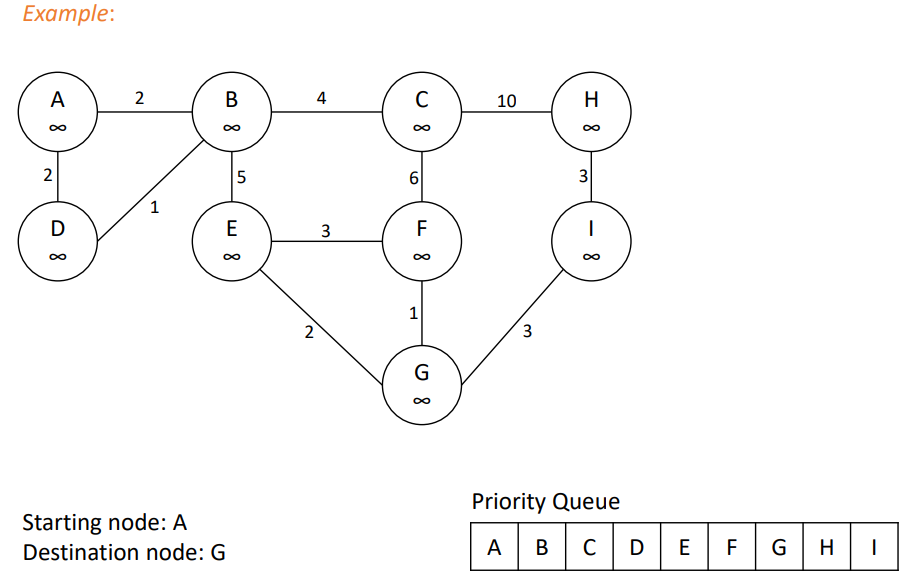 Example:
A 2 B 4 C 10 H
∞ ∞ ∞ ∞
2 5 6 3
1
D E 3 F I
∞ ∞ ∞ ∞
2 1 3
G
∞
Priority Queue
Starting node: A
Destination node: G
A B C D E F G H I